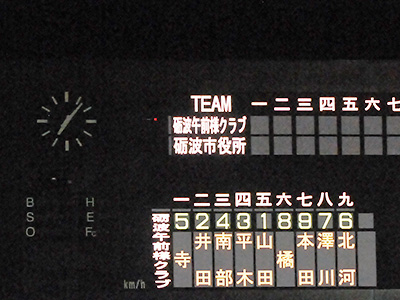 TEAM 一 二 三 四 五 六 七
砺波午前様クラブ
砺波市役所
一 二 三 四 五 六 七 八 九
砺波午前様クラブ
5 2 4 3 1 8 9 7 6
寺 井田 南部 平木 山田 橘 本田 澤川 北河
B H
S E
O Fc
km/h